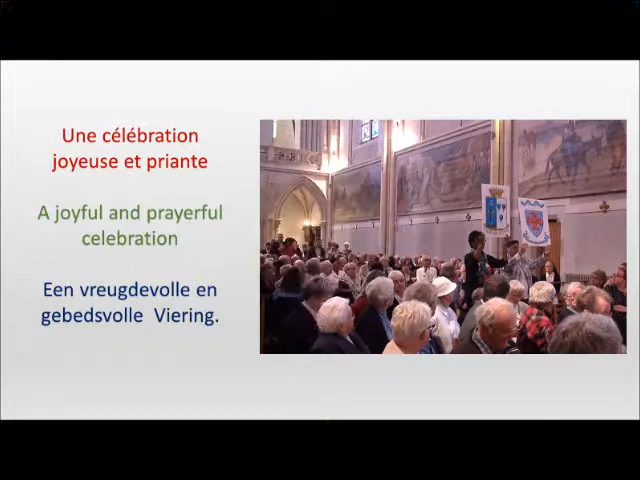 Une célébration
joyeuse et priante
A joyful and prayerful
celebration
Een vreugdevolle en
gebedsvolle Viering.